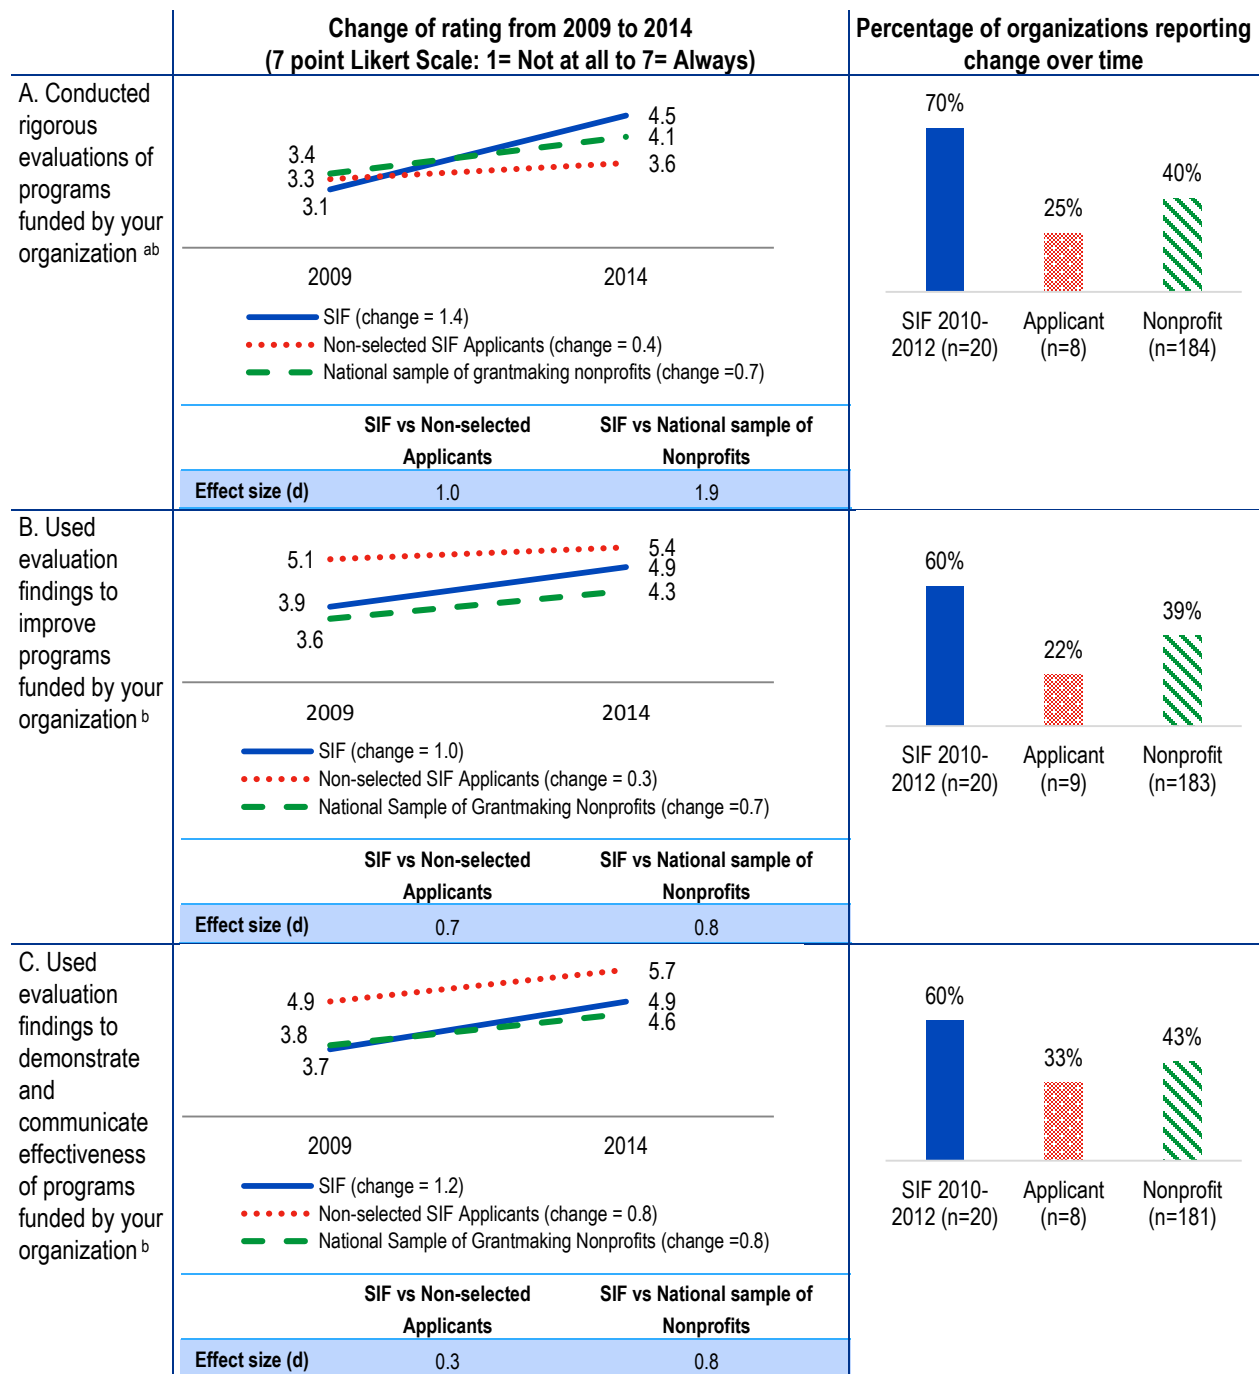 Change of rating from 2009 to 2014
(7 point Likert Scale: 1= Not at all to 7= Always)
Percentage of organizations reporting
change over time
A. Conducted
rigorous
evaluations of
programs
funded by your
organization ab
3.4
3.3
3.1
4.5
4.1
3.6
2009
2014
SIF (change = 1.4)
Non-selected SIF Applicants (change = 0.4)
National sample of grantmaking nonprofits (change =0.7)
SIF vs Non-selected
Applicants
SIF vs National sample of
Nonprofits
Effect size (d)
1.0
1.9
70%
25%
40%
SIF 2010-
2012 (n=20)
Applicant
(n=8)
Nonprofit
(n=184)
B. Used
evaluation
findings to
improve
programs
funded by your
organization b
5.1
3.9
3.6
5.4
4.9
4.3
2009
2014
SIF (change = 1.0)
Non-selected SIF Applicants (change = 0.3)
National Sample of Grantmaking Nonprofits (change =0.7)
SIF vs Non-selected
Applicants
SIF vs National sample of
Nonprofits
Effect size (d)
0.7
0.8
60%
22%
39%
SIF 2010-
2012 (n=20)
Applicant
(n=9)
Nonprofit
(n=183)
C. Used
evaluation
findings to
demonstrate
and
communicate
effectiveness
of programs
funded by your
organization b
4.9
3.8
3.7
5.7
4.9
4.6
2009
2014
SIF (change = 1.2)
Non-selected SIF Applicants (change = 0.8)
National Sample of Grantmaking Nonprofits (change =0.8)
SIF vs Non-selected
Applicants
SIF vs National sample of
Nonprofits
Effect size (d)
0.3
0.8
60%
33%
43%
SIF 2010-
2012 (n=20)
Applicant
(n=8)
Nonprofit
(n=181)